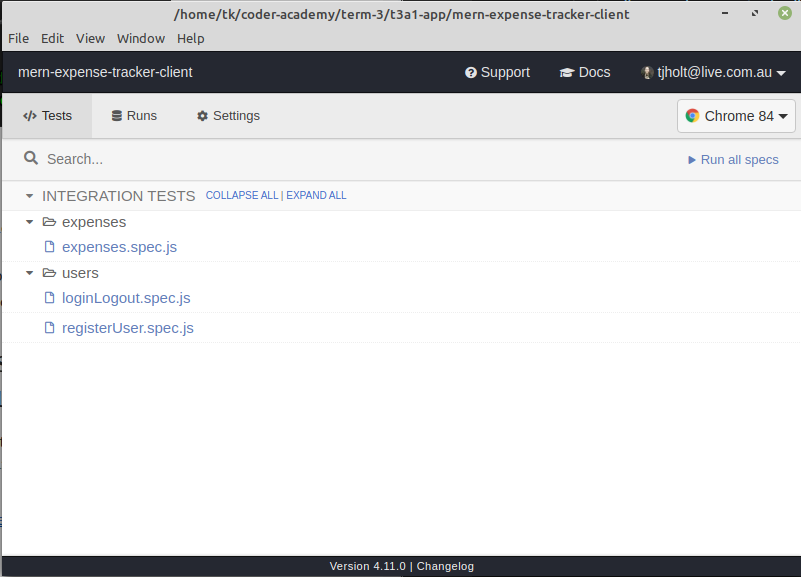 /home/tk/coder-academy/term-3/t3a1-app/mern-expense-tracker-client
File Edit View Window Help
mern-expense-tracker-client Support Docs tjholt@live.com.au
</> Tests Runs Settings Chrome 84
Search... Run all specs
INTEGRATION TESTS COLLAPSE ALL | EXPAND ALL
expenses
expenses.spec.js
users
loginLogout.spec.js
registerUser.spec.js
Version 4.11.0 | Changelog